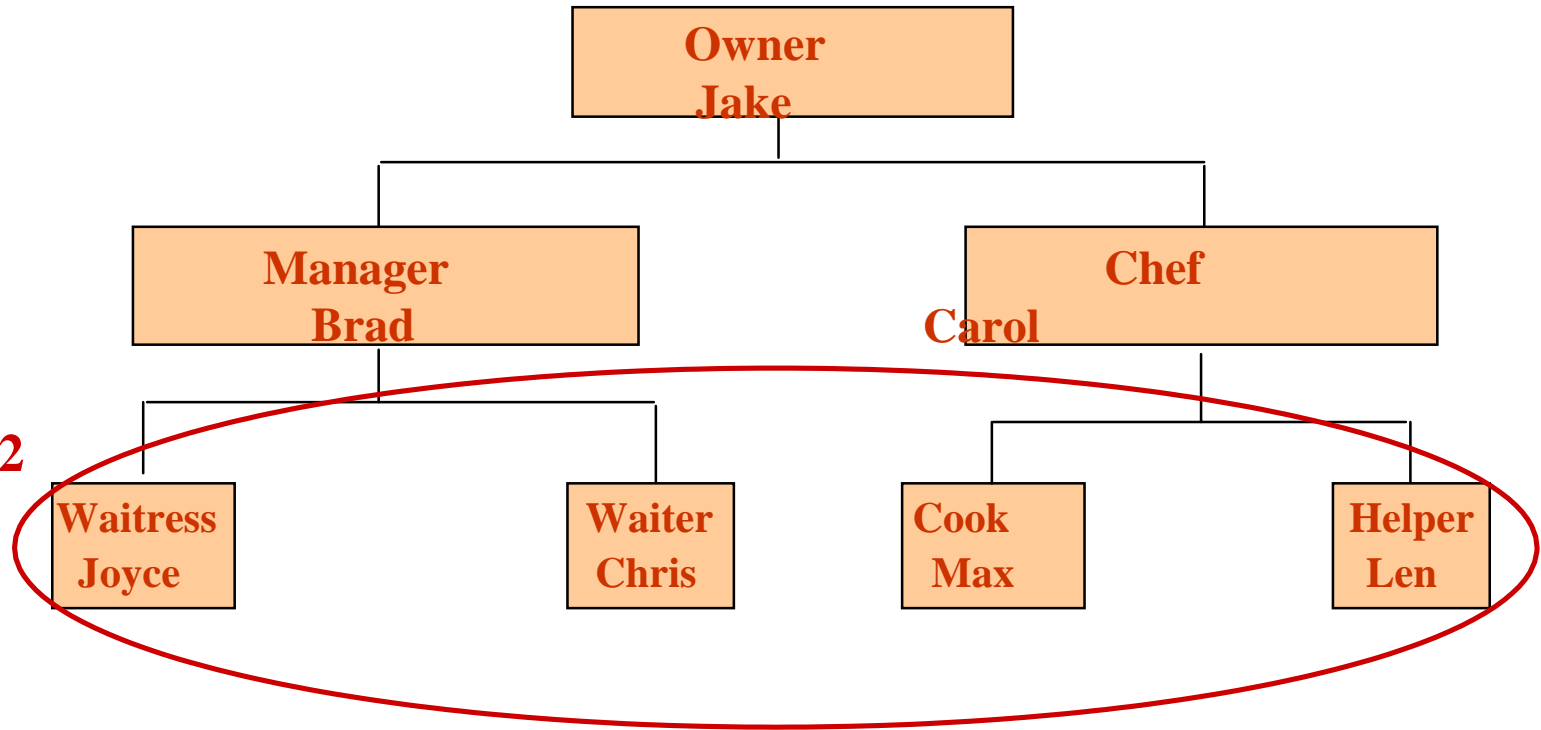 Owner
Jake
Manager
Brad
Chef
Carol
2
Waitress
Joyce
Waiter
Chris
Cook
Max
Helper
Len